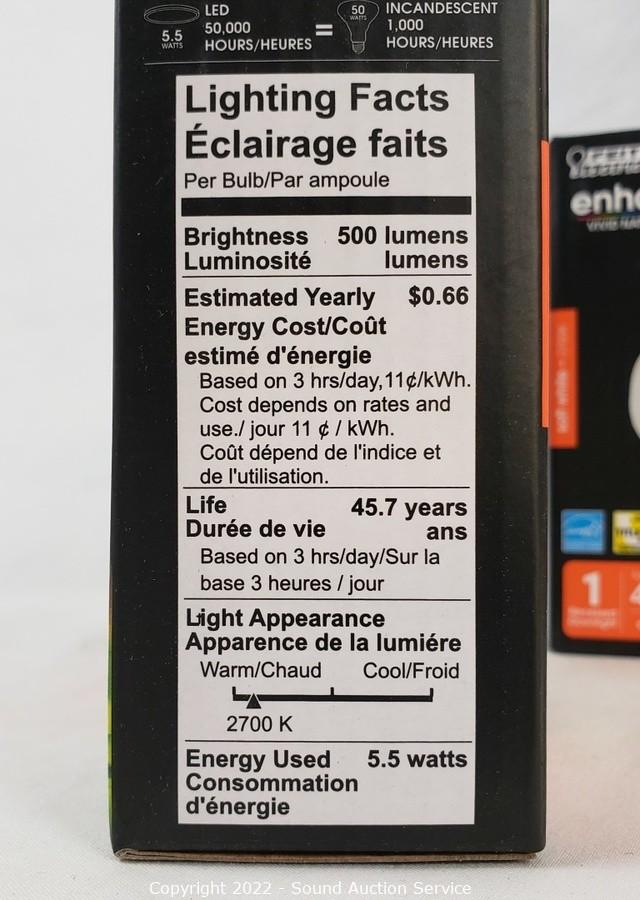 LED
5.5
WATTS
50,000
HOURS/HEURES
=
50
WATTS
INCANDESCENT
1,000
HOURS/HEURES
Lighting Facts
Éclairage faits
Per Bulb/Par ampoule
Brightness 500 lumens
Luminosité lumens
Estimated Yearly $0.66
Energy Cost/Coût
estimé d'énergie
Based on 3 hrs/day,11¢/kWh.
Cost depends on rates and
use./ jour 11 ¢ / kWh.
Coût dépend de l'indice et
de l'utilisation.
Life 45.7 years
Durée de vie ans
Based on 3 hrs/day/Sur la
base 3 heures / jour
Light Appearance
Apparence de la lumiére
Warm/Chaud Cool/Froid
2700 K
Energy Used 5.5 watts
Consommation
d'énergie
enha
1
Copyright 2022 - Sound Auction Service